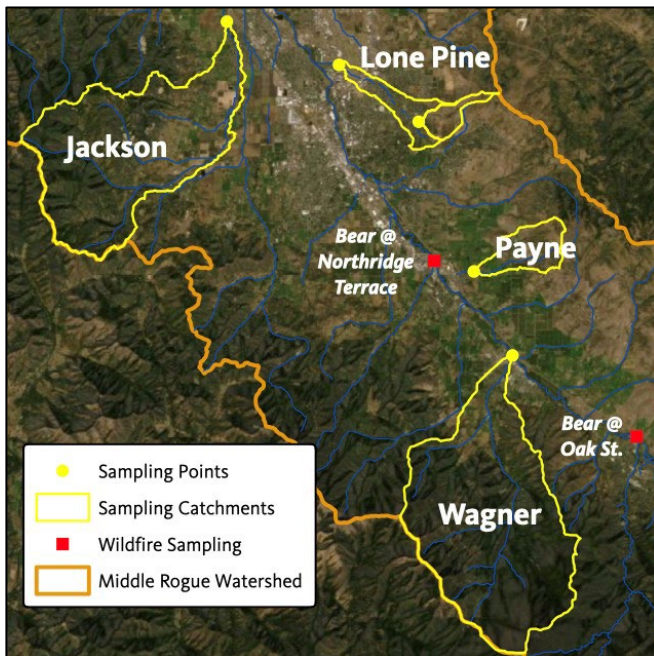 Lone Pine
Jackson
Bear @
Northridge
Terrace
Payne
Bear @
Oak St.
Wagner
Sampling Points
Sampling Catchments
Wildfire Sampling
Middle Rogue Watershed